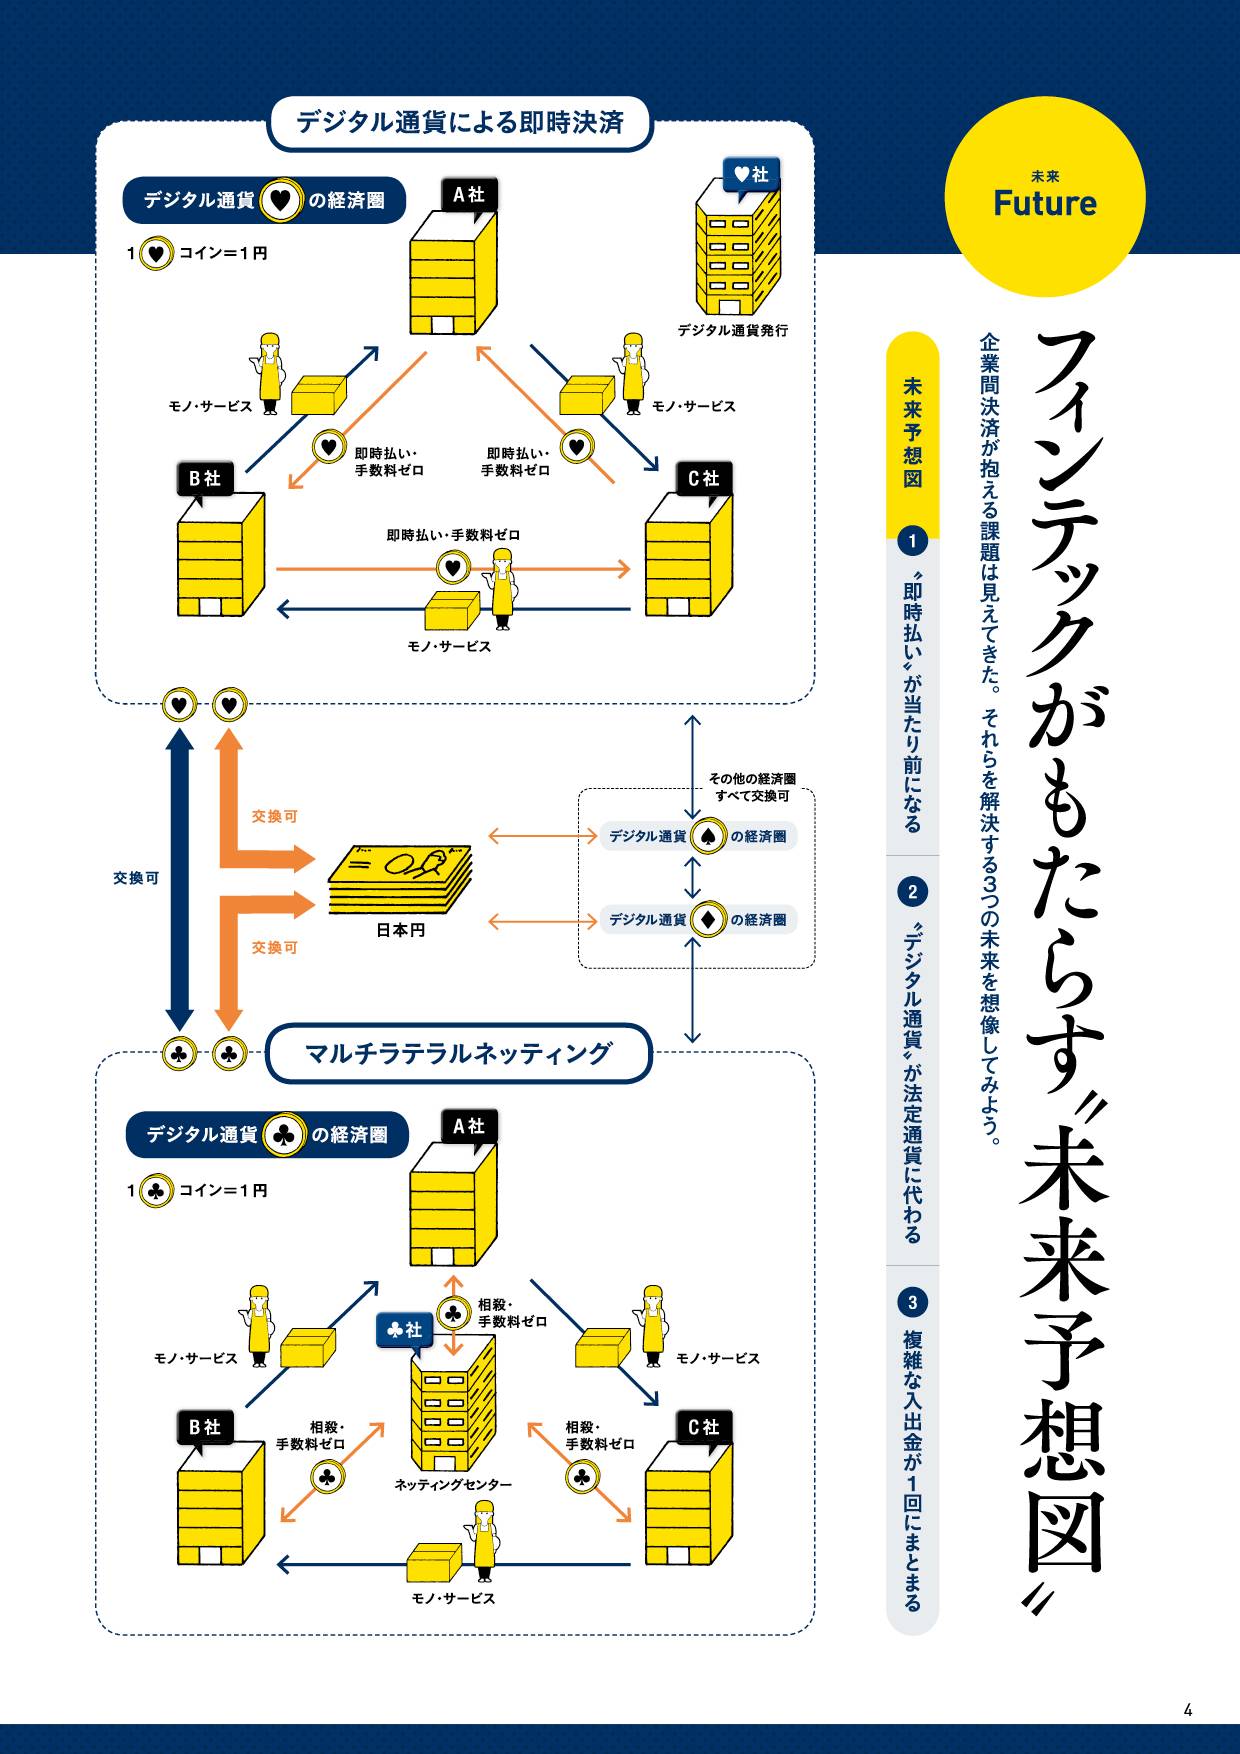 未来
Future
フィンテックがもたらす〝未来予想図〟
企業間決済が抱える課題は見えてきた。それらを解決する3つの未来を想像してみよう。
未来予想図
1 〝即時払い〟が当たり前になる
2 〝デジタル通貨〟が法定通貨に代わる
3 複雑な入出金が1回にまとまる
デジタル通貨による即時決済
デジタル通貨♥の経済圏
1♥コイン=1円
A社
♥社
デジタル通貨発行
モノ・サービス
モノ・サービス
即時払い・
手数料ゼロ
即時払い・
手数料ゼロ
B社
C社
即時払い・手数料ゼロ
モノ・サービス
交換可
交換可
交換可
日本円
その他の経済圏
すべて交換可
デジタル通貨♠の経済圏
デジタル通貨♦の経済圏
マルチラテラルネッティング
デジタル通貨♣の経済圏
1♣コイン=1円
A社
相殺・
手数料ゼロ
♣社
モノ・サービス
モノ・サービス
B社
相殺・
手数料ゼロ
相殺・
手数料ゼロ
C社
ネッティングセンター
モノ・サービス
4